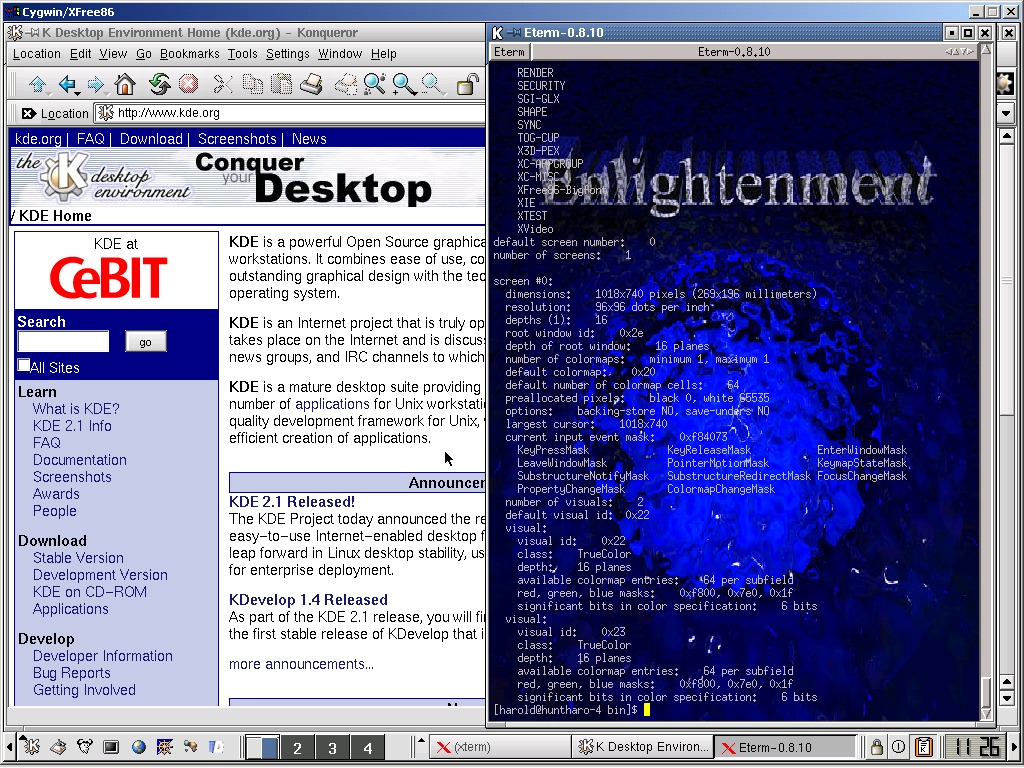 Cygwin/XFree86
K Desktop Environment Home (kde.org) - Konqueror
Location Edit View Go Bookmarks Tools Settings Window Help
Location http://www.kde.org
kde.org | FAQ | Download | Screenshots | News
the K desktop environment
Conquer your Desktop
/ KDE Home
KDE at
CeBIT
Search
go
All Sites
Learn
What is KDE?
KDE 2.1 Info
FAQ
Documentation
Screenshots
Awards
People
Download
Stable Version
Development Version
KDE on CD-ROM
Applications
Develop
Developer Information
Bug Reports
Getting Involved
KDE is a powerful Open Source graphica
workstations. It combines ease of use, co
outstanding graphical design with the tec
operating system.
KDE is an Internet project that is truly op
takes place on the Internet and is discuss
news groups, and IRC channels to which
KDE is a mature desktop suite providing
number of applications for Unix workstatio
quality development framework for Unix,
efficient creation of applications.
Announcer
KDE 2.1 Released!
The KDE Project today announced the re
easy-to-use Internet-enabled desktop f
leap forward in Linux desktop stability, us
for enterprise deployment.
KDevelop 1.4 Released
As part of the KDE 2.1 release, you will fi
the first stable release of KDevelop that i
more announcements...
Eterm-0.8.10
Eterm Eterm-0.8.10
Enlightenment
RENDER
SECURITY
SGI-GLX
SHAPE
SYNC
TOG-CUP
X3D-PEX
XC-APPGROUP
XC-MISC
XFree86-Bigfont
XIE
XTEST
XVideo
default screen number: 0
number of screens: 1
screen #0:
dimensions: 1018x740 pixels (269x196 millimeters)
resolution: 96x96 dots per inch
depths (1): 16
root window id: 0x2e
depth of root window: 16 planes
number of colormaps: minimum 1, maximum 1
default colormap: 0x20
default number of colormap cells: 64
preallocated pixels: black 0, white 65535
options: backing-store NO, save-unders NO
largest cursor: 1018x740
current input event mask: 0xf84073
KeyPressMask KeyReleaseMask EnterWindowMask
LeaveWindowMask PointerMotionMask KeymapStateMask
SubstructureNotifyMask SubstructureRedirectMask FocusChangeMask
PropertyChangeMask ColormapChangeMask
number of visuals: 2
default visual id: 0x22
visual:
visual id: 0x22
class: TrueColor
depth: 16 planes
available colormap entries: 64 per subfield
red, green, blue masks: 0xf800, 0x7e0, 0x1f
significant bits in color specification: 6 bits
visual:
visual id: 0x23
class: TrueColor
depth: 16 planes
available colormap entries: 64 per subfield
red, green, blue masks: 0xf800, 0x7e0, 0x1f
significant bits in color specification: 6 bits
[harold@huntharo-4 bin]$
2 3 4
(xterm)
K Desktop Environ...
Eterm-0.8.10
11 26